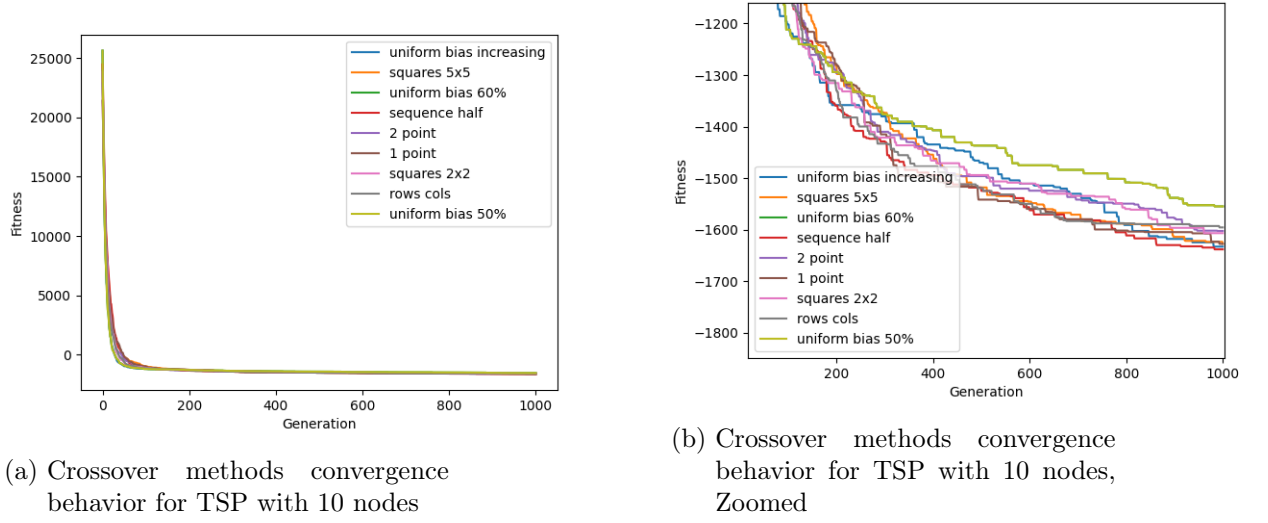 25000
20000
15000
10000
5000
0
Fitness
0
200
400
600
800
1000
Generation
uniform bias increasing
squares 5x5
uniform bias 60%
sequence half
2 point
1 point
squares 2x2
rows cols
uniform bias 50%
(a) Crossover methods convergence
behavior for TSP with 10 nodes
−1200
−1300
−1400
−1500
−1600
−1700
−1800
Fitness
200
400
600
800
1000
Generation
uniform bias increasing
squares 5x5
uniform bias 60%
sequence half
2 point
1 point
squares 2x2
rows cols
uniform bias 50%
(b) Crossover methods convergence
behavior for TSP with 10 nodes,
Zoomed